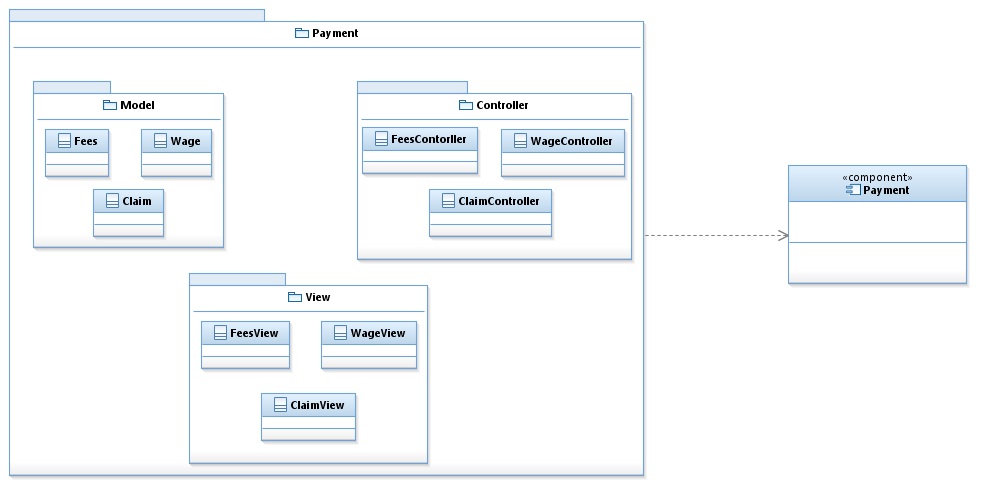 Payment
Model
Fees
Wage
Claim
Controller
FeesContorller
WageController
ClaimController
View
FeesView
WageView
ClaimView
«component»
Payment